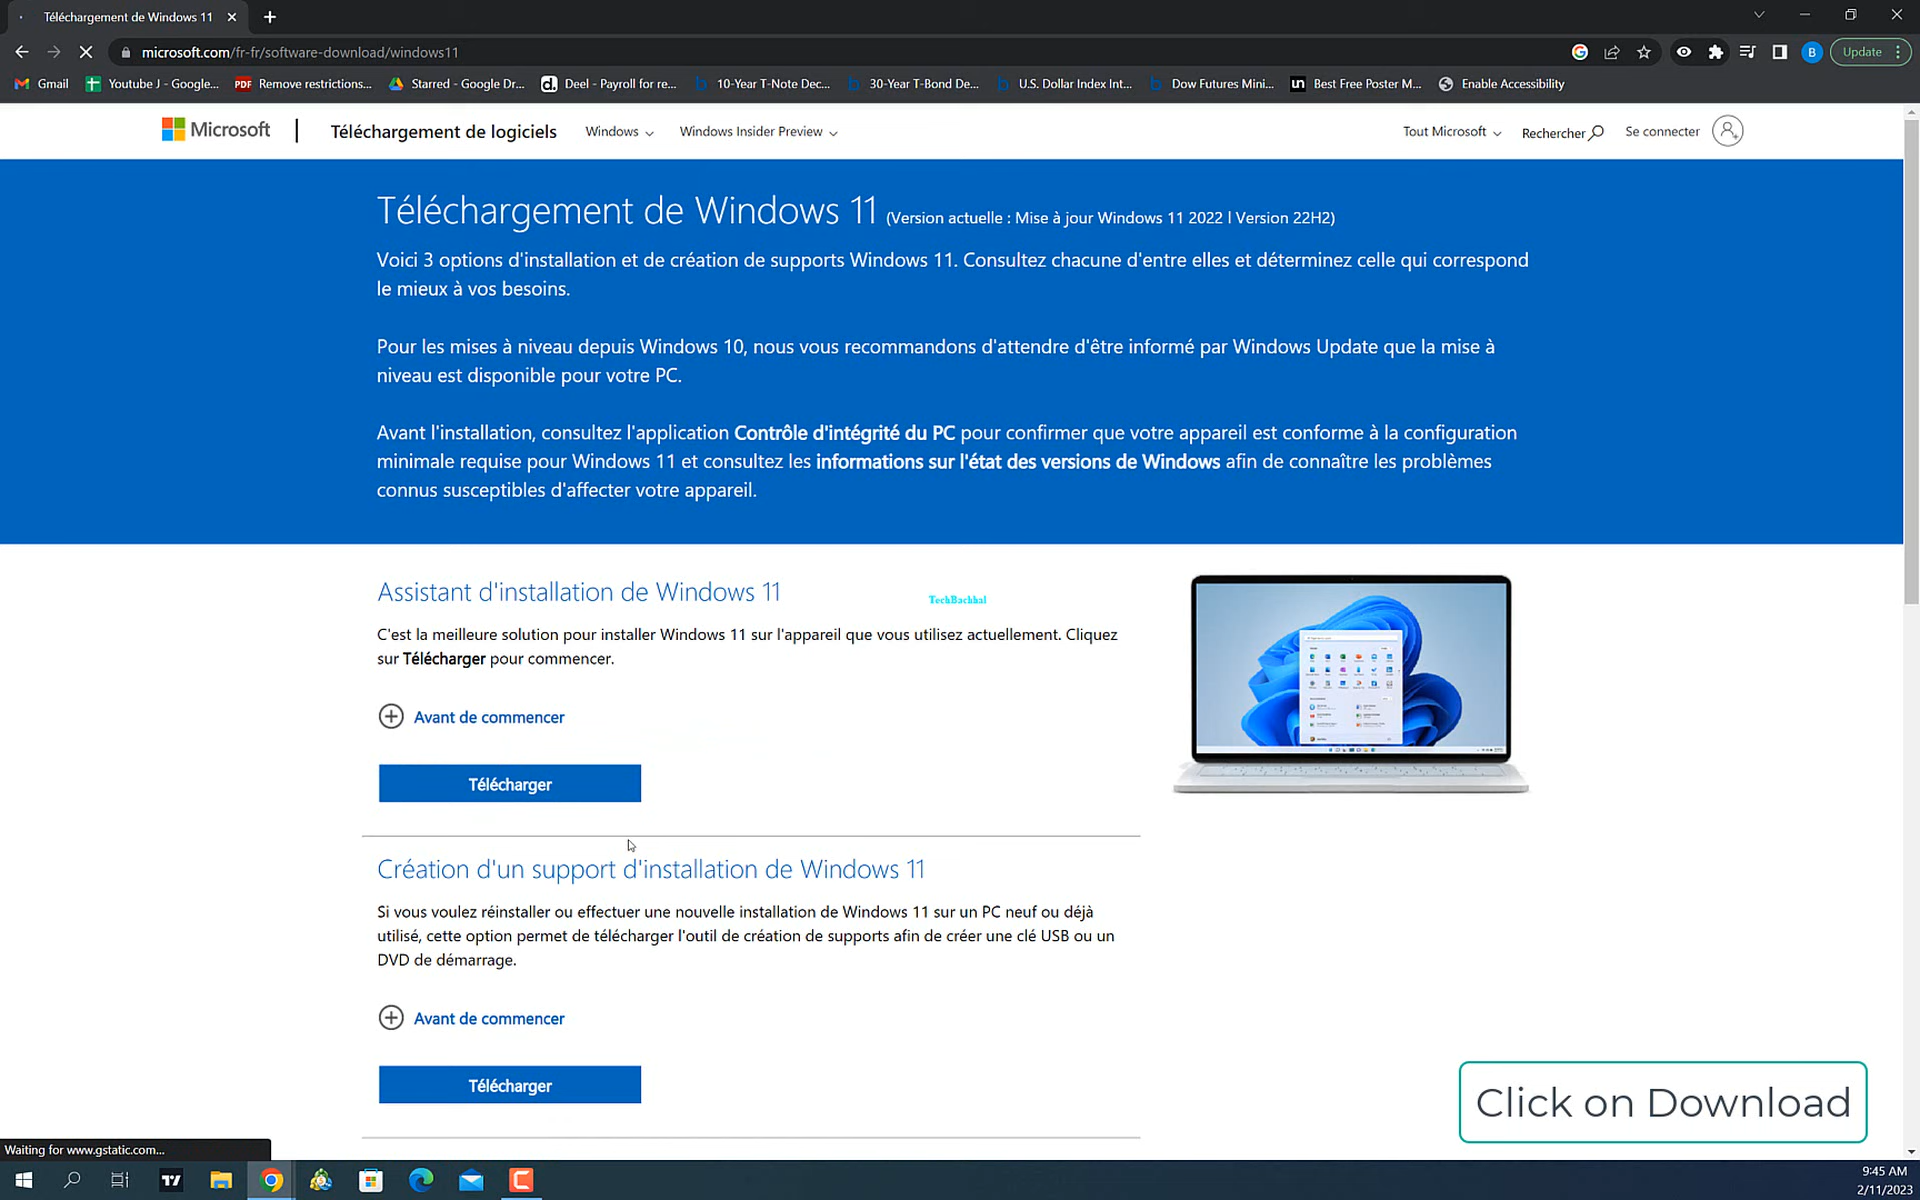 Téléchargement de Windows 11
microsoft.com/fr-fr/software-download/windows11
Update
Gmail
Youtube J - Google...
PDF
Remove restrictions...
Starred - Google Dr...
d.
Deel - Payroll for re...
b
10-Year T-Note Dec...
b
30-Year T-Bond De...
b
U.S. Dollar Index Int...
b
Dow Futures Mini...
un
Best Free Poster M...
Enable Accessibility
B
Microsoft
Téléchargement de logiciels
Windows
Windows Insider Preview
Tout Microsoft
Rechercher
Se connecter
Téléchargement de Windows 11 (Version actuelle : Mise à jour Windows 11 2022 l Version 22H2)
Voici 3 options d'installation et de création de supports Windows 11. Consultez chacune d'entre elles et déterminez celle qui correspond
le mieux à vos besoins.
Pour les mises à niveau depuis Windows 10, nous vous recommandons d'attendre d'être informé par Windows Update que la mise à
niveau est disponible pour votre PC.
Avant l'installation, consultez l'application Contrôle d'intégrité du PC pour confirmer que votre appareil est conforme à la configuration
minimale requise pour Windows 11 et consultez les informations sur l'état des versions de Windows afin de connaître les problèmes
connus susceptibles d'affecter votre appareil.
Assistant d'installation de Windows 11
TechBachhal
C'est la meilleure solution pour installer Windows 11 sur l'appareil que vous utilisez actuellement. Cliquez
sur Télécharger pour commencer.
Avant de commencer
Télécharger
Création d'un support d'installation de Windows 11
Si vous voulez réinstaller ou effectuer une nouvelle installation de Windows 11 sur un PC neuf ou déjà
utilisé, cette option permet de télécharger l'outil de création de supports afin de créer une clé USB ou un
DVD de démarrage.
Avant de commencer
Télécharger
Click on Download
Waiting for www.gstatic.com...
9:45 AM
2/11/2023